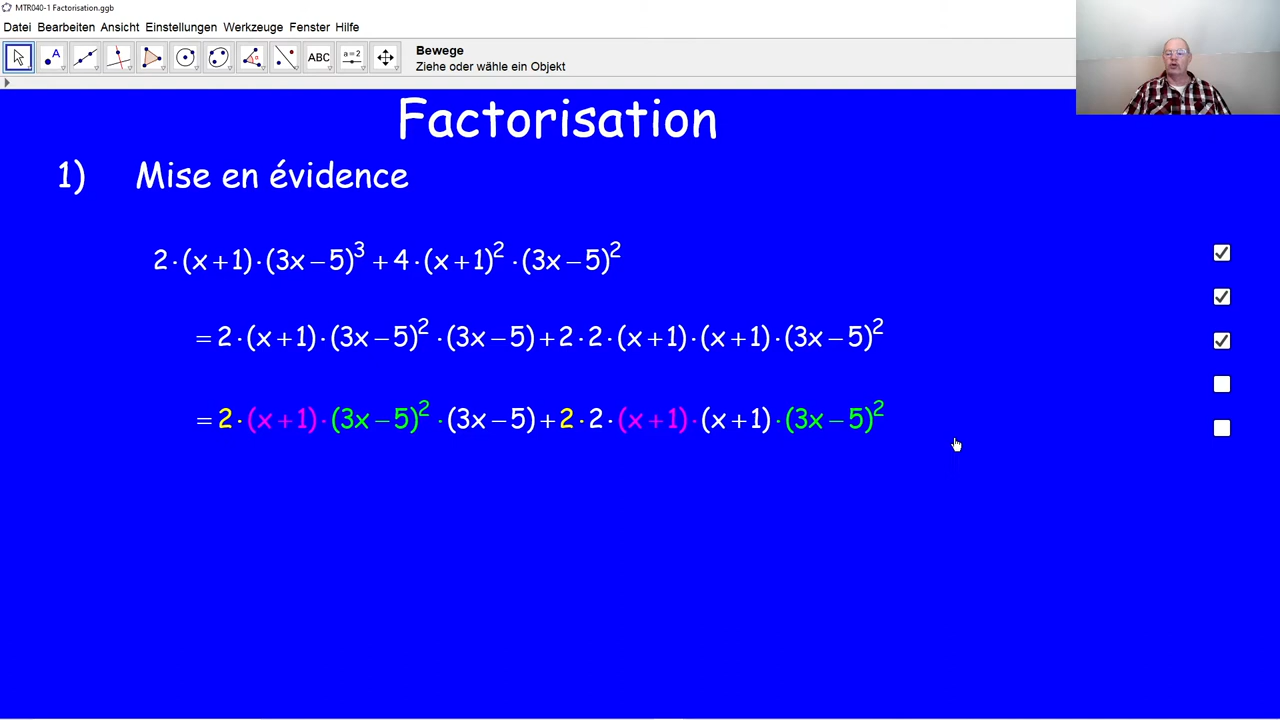 MTR040-1 Factorisation.ggb
Datei Bearbeiten Ansicht Einstellungen Werkzeuge Fenster Hilfe
A ABC a=2 Bewege
Ziehe oder wähle ein Objekt
Factorisation
1) Mise en évidence
2·(x+1)·(3x−5)³+4·(x+1)²·(3x−5)²
=2·(x+1)·(3x−5)²·(3x−5)+2·2·(x+1)·(x+1)·(3x−5)²
=2·(x+1)·(3x−5)²·(3x−5)+2·2·(x+1)·(x+1)·(3x−5)²